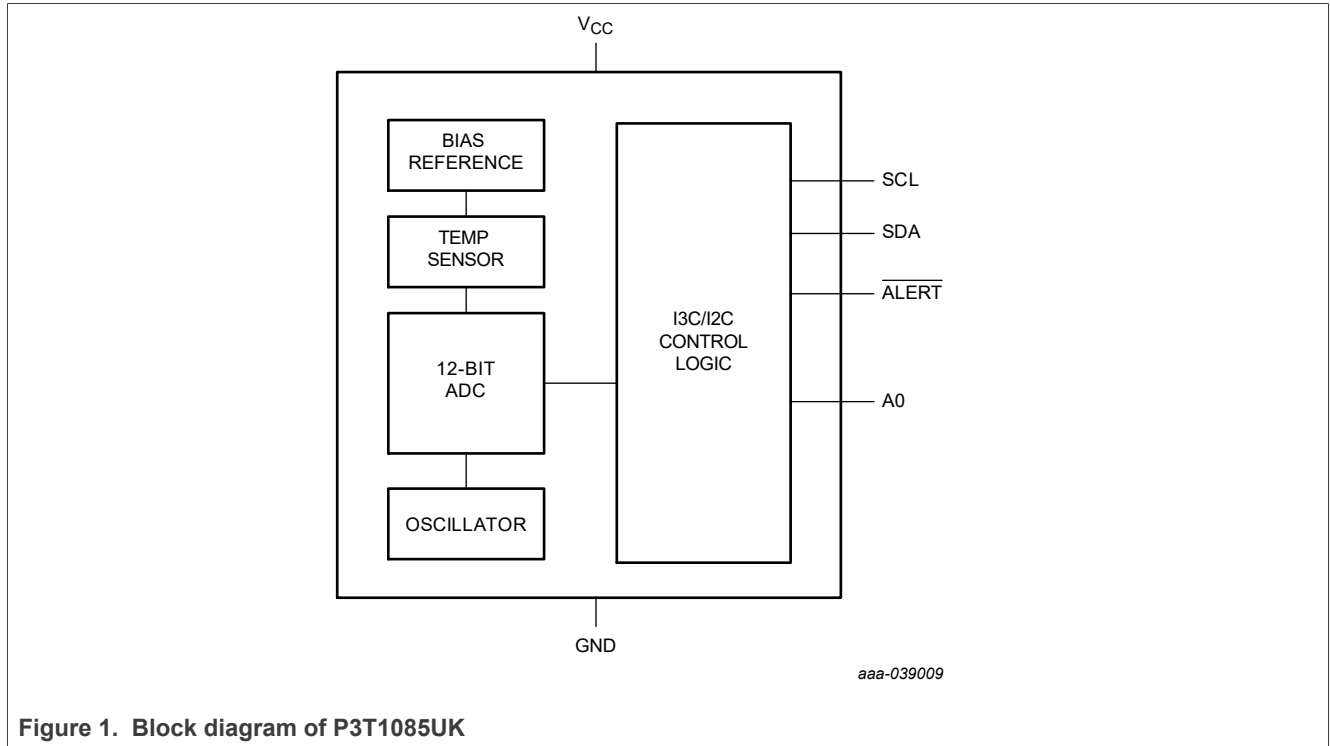 VCC
BIAS
REFERENCE
TEMP
SENSOR
12-BIT
ADC
OSCILLATOR
I3C/I2C
CONTROL
LOGIC
SCL
SDA
ALERT
A0
GND
aaa-039009
Figure 1. Block diagram of P3T1085UK